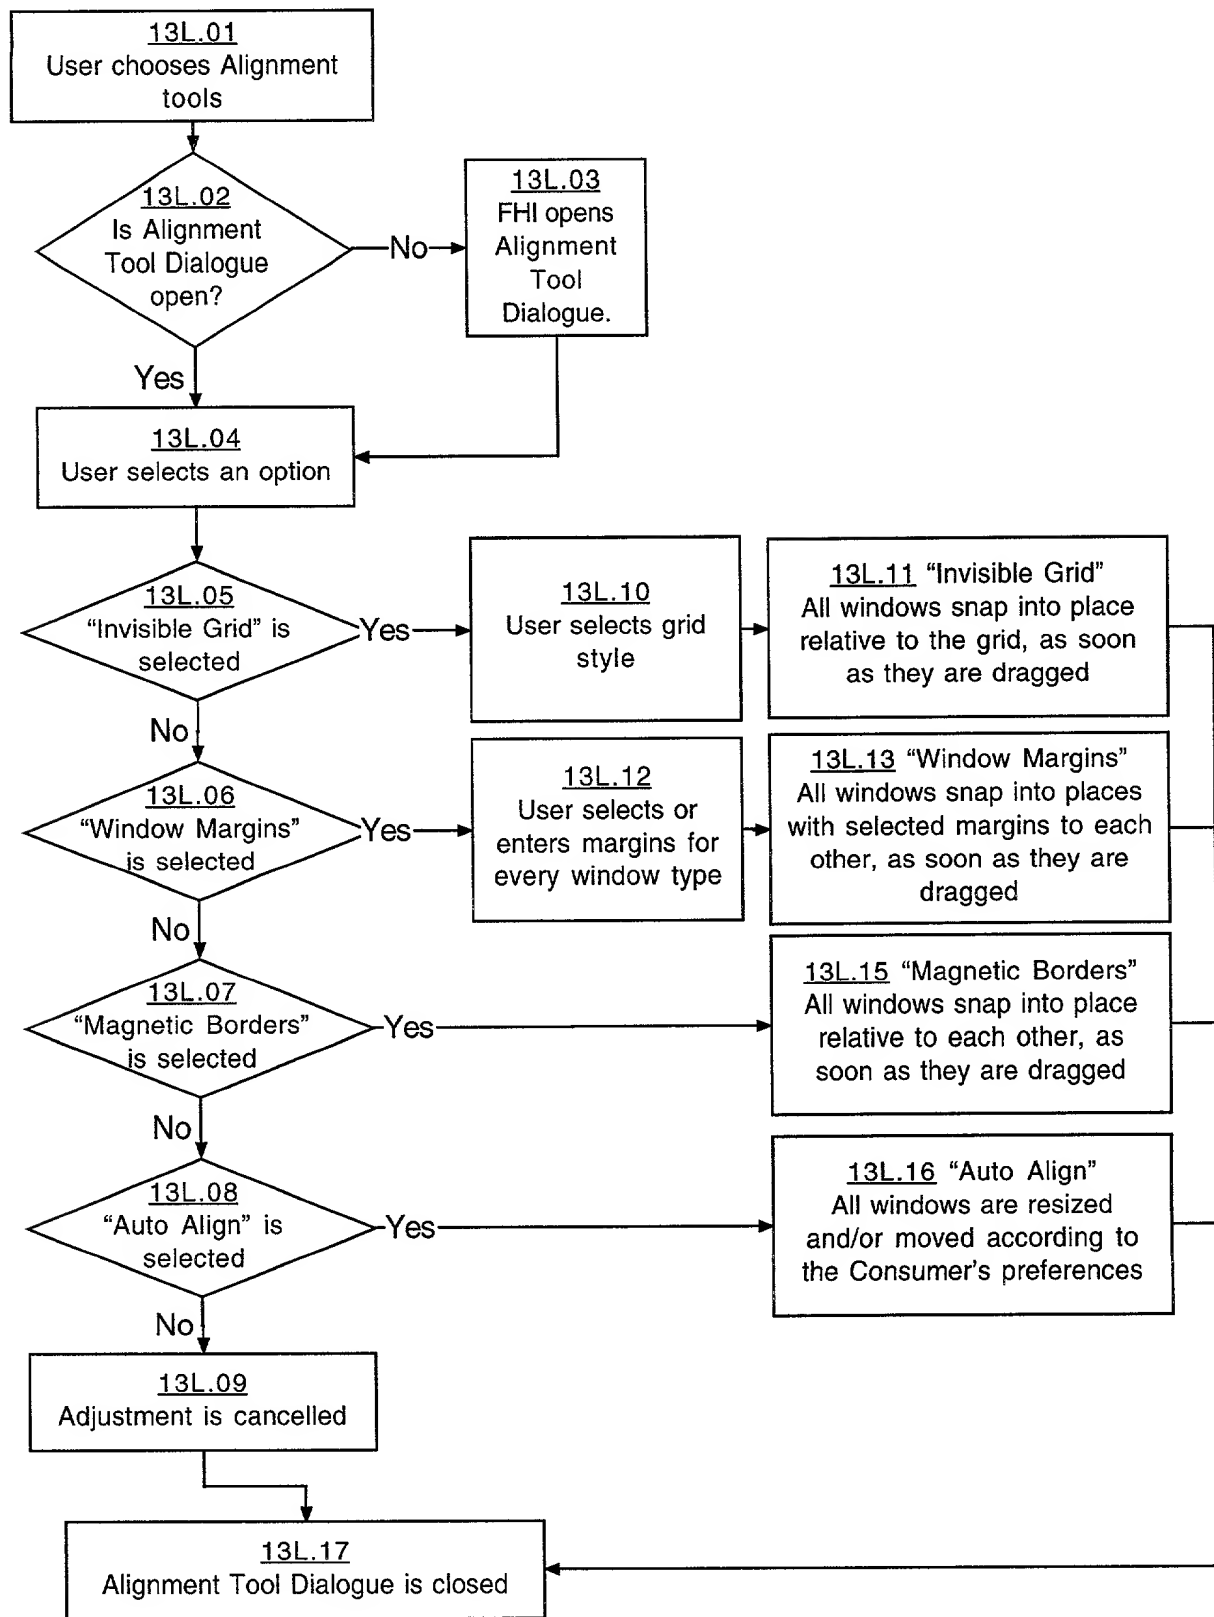 13L.01
User chooses Alignment
tools
13L.02
Is Alignment
Tool Dialogue
open?
No
13L.03
FHI opens
Alignment
Tool
Dialogue.
Yes
13L.04
User selects an option
13L.05
“Invisible Grid” is
selected
Yes
13L.10
User selects grid
style
13L.11 “Invisible Grid”
All windows snap into place
relative to the grid, as soon
as they are dragged
No
13L.06
“Window Margins”
is selected
Yes
13L.12
User selects or
enters margins for
every window type
13L.13 “Window Margins”
All windows snap into places
with selected margins to each
other, as soon as they are
dragged
No
13L.07
“Magnetic Borders”
is selected
Yes
13L.15 “Magnetic Borders”
All windows snap into place
relative to each other, as
soon as they are dragged
No
13L.08
“Auto Align” is
selected
Yes
13L.16 “Auto Align”
All windows are resized
and/or moved according to
the Consumer's preferences
No
13L.09
Adjustment is cancelled
13L.17
Alignment Tool Dialogue is closed